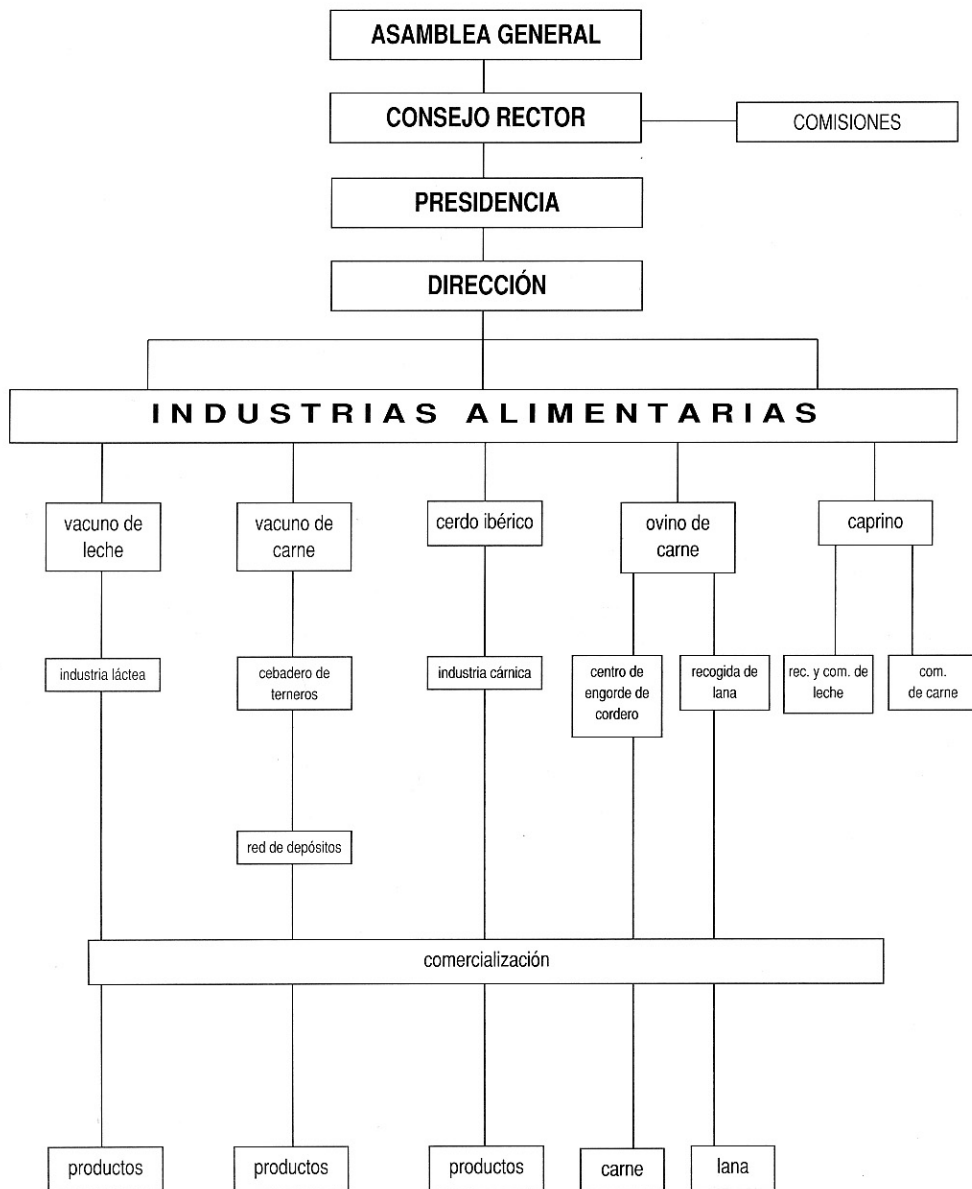 ASAMBLEA GENERAL
CONSEJO RECTOR
COMISIONES
PRESIDENCIA
DIRECCIÓN
INDUSTRIAS ALIMENTARIAS
vacuno de
leche
vacuno de
carne
cerdo ibérico
ovino de
carne
caprino
industria láctea
cebadero de
terneros
industria cárnica
centro de
engorde de
cordero
recogida de
lana
rec. y com. de
leche
com.
de carne
red de depósitos
comercialización
productos
productos
productos
carne
lana